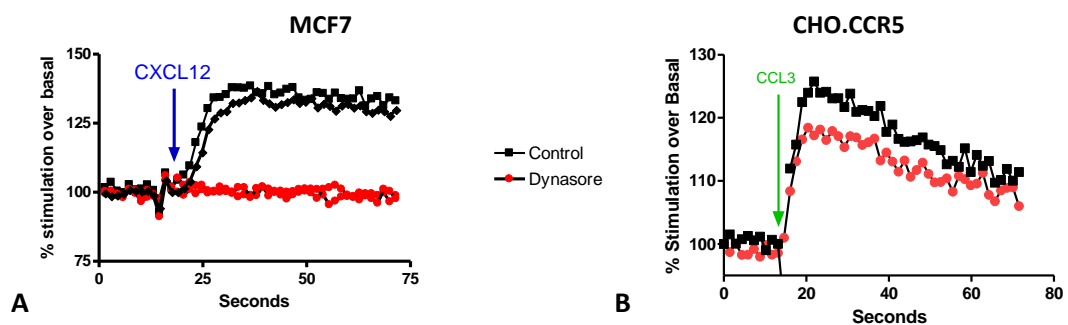 MCF7
% stimulation over basal
150
125
100
75
CXCL12
0
25
50
75
Seconds
A
Control
Dynasore
CHO.CCR5
% Stimulation over Basal
130
120
110
100
CCL3
0
20
40
60
80
Seconds
B